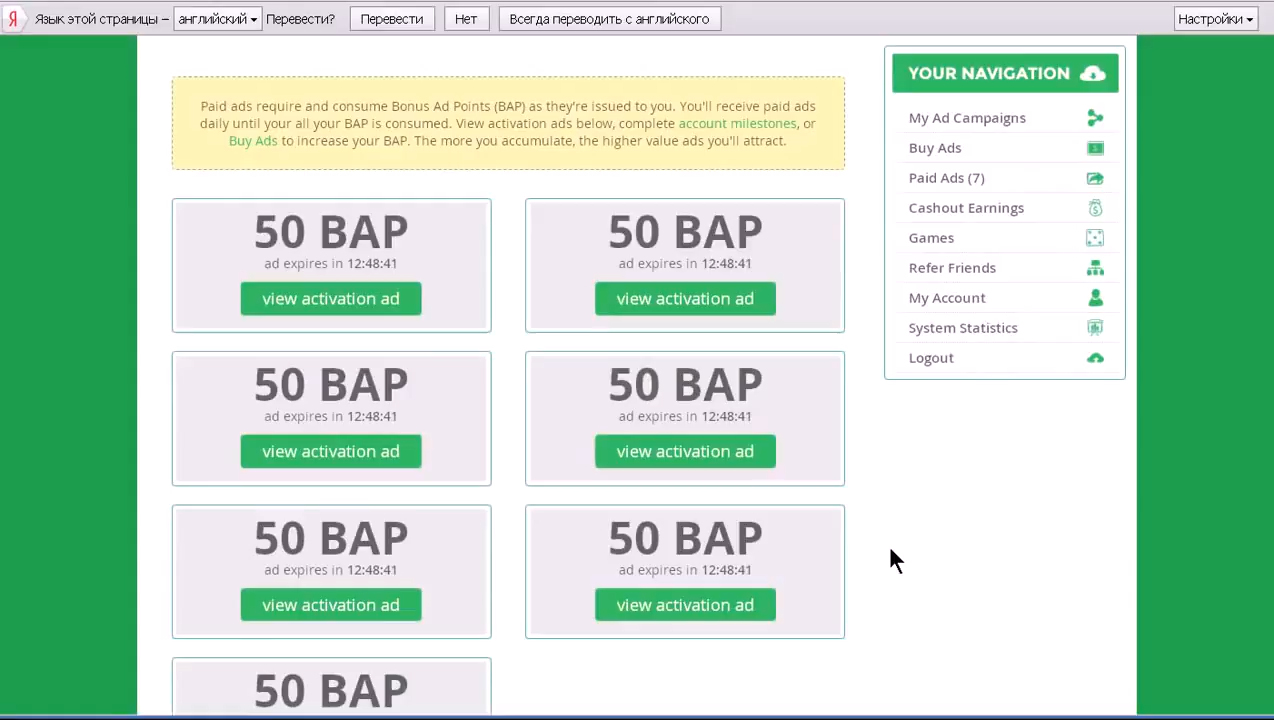 Я Язык этой страницы – английский Перевести? Перевести Нет Всегда переводить с английского Настройки
Paid ads require and consume Bonus Ad Points (BAP) as they're issued to you. You'll receive paid ads
daily until your all your BAP is consumed. View activation ads below, complete account milestones, or
Buy Ads to increase your BAP. The more you accumulate, the higher value ads you'll attract.
50 BAP
ad expires in 12:48:41
view activation ad
50 BAP
ad expires in 12:48:41
view activation ad
50 BAP
ad expires in 12:48:41
view activation ad
50 BAP
ad expires in 12:48:41
view activation ad
50 BAP
ad expires in 12:48:41
view activation ad
50 BAP
ad expires in 12:48:41
view activation ad
50 BAP
YOUR NAVIGATION
My Ad Campaigns
Buy Ads
Paid Ads (7)
Cashout Earnings
Games
Refer Friends
My Account
System Statistics
Logout